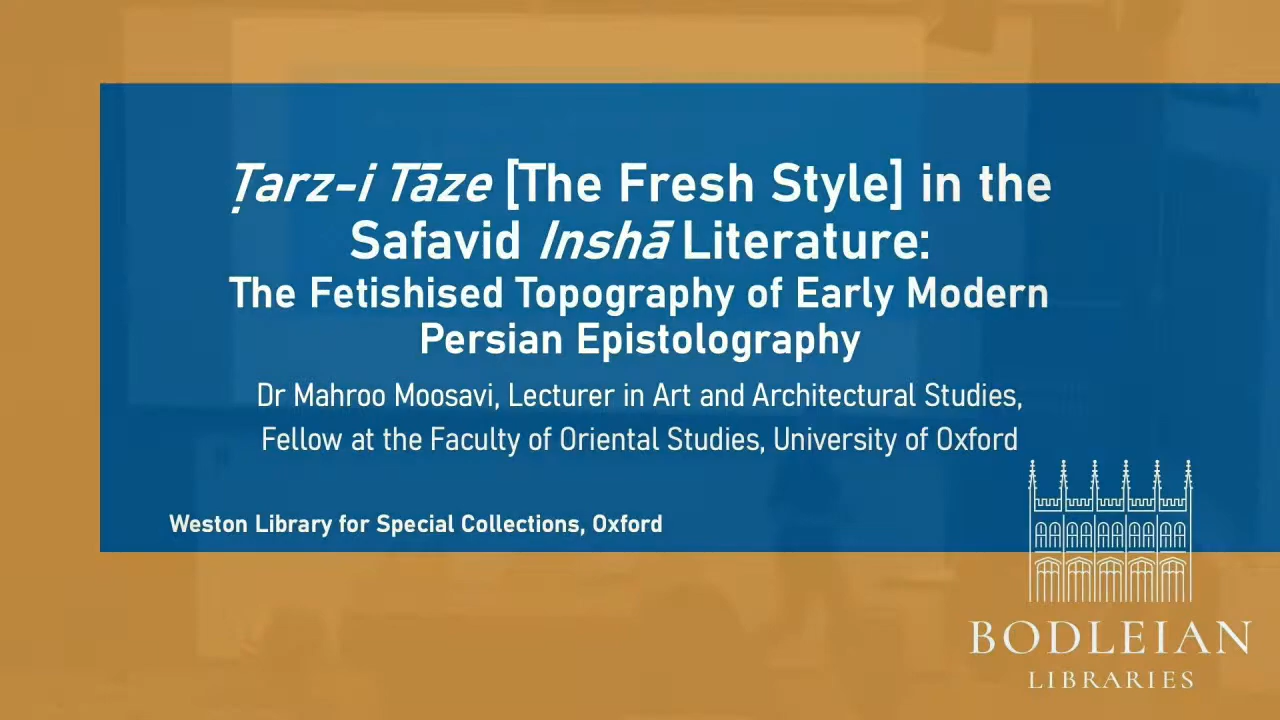 Ṭarz-i Tāze [The Fresh Style] in the
Safavid Inshā Literature:
The Fetishised Topography of Early Modern
Persian Epistolography
Dr Mahroo Moosavi, Lecturer in Art and Architectural Studies,
Fellow at the Faculty of Oriental Studies, University of Oxford
Weston Library for Special Collections, Oxford
BODLEIAN
LIBRARIES